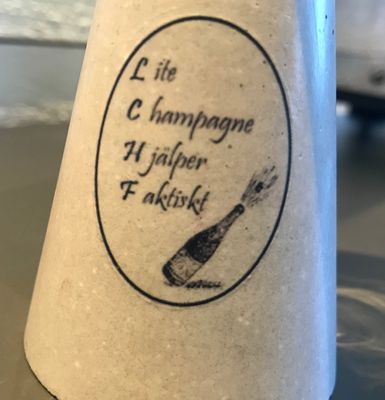 L ite
C hampagne
H jälper
F aktiskt